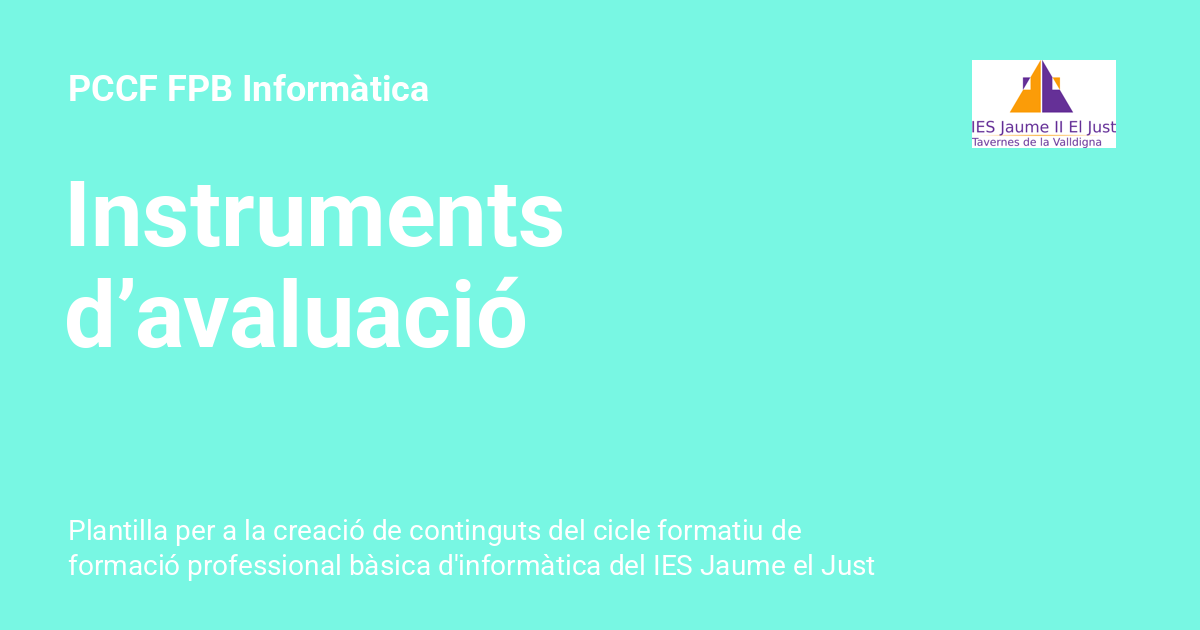 PCCF FPB Informàtica
IES Jaume II El Just
Tavernes de la Valldigna
Instruments
d’avaluació
Plantilla per a la creació de continguts del cicle formatiu de
formació professional bàsica d'informàtica del IES Jaume el Just